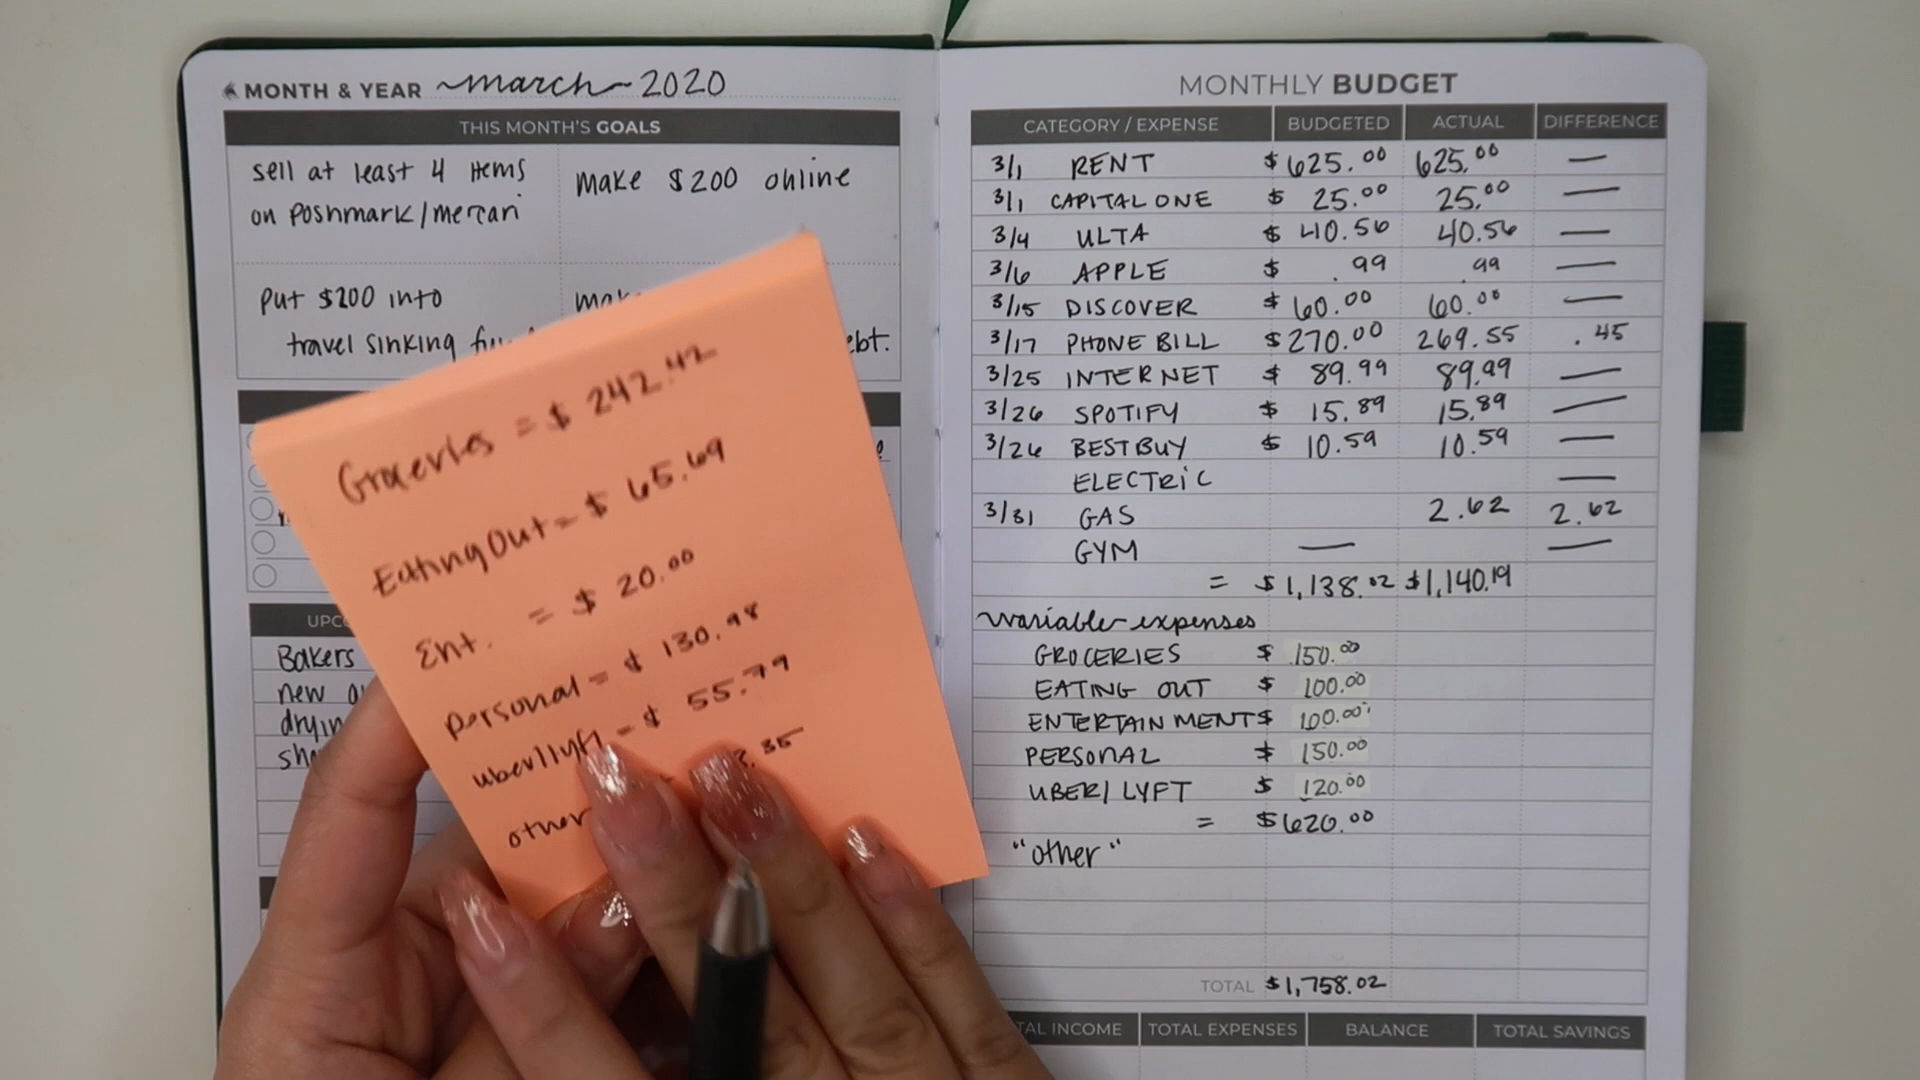 MONTH & YEAR march 2020
THIS MONTH'S GOALS
sell at least 4 items
on poshmark/mercari
make $200 online
put $200 into
travel sinking
ebt.
UPC
Bakers
new
Groceries = $ 242.42
Eating Out = $ 65.69
Ent. = $ 20.00
personal = $ 130.98
uber/lyft = $ 55.79
other .35
MONTHLY BUDGET
CATEGORY / EXPENSE BUDGETED ACTUAL DIFFERENCE
3/1 RENT $ 625.00 625.00 —
3/1 CAPITAL ONE $ 25.00 25.00 —
3/4 ULTA $ 40.56 40.56 —
3/6 APPLE $ .99 .99 —
3/15 DISCOVER $ 60.00 60.00 —
3/17 PHONE BILL $ 270.00 269.55 .45
3/25 INTERNET $ 89.99 89.99 —
3/26 SPOTIFY $ 15.89 15.89 —
3/26 BEST BUY $ 10.59 10.59 —
ELECTRIC —
3/31 GAS 2.62 2.62
GYM — —
= $1,138.02 $1,140.19
variable expenses
GROCERIES $ 150.00
EATING OUT $ 100.00
ENTERTAINMENT $ 100.00
PERSONAL $ 150.00
UBER/LYFT $ 120.00
= $620.00
"other"
TOTAL $1,758.02
TAL INCOME TOTAL EXPENSES BALANCE TOTAL SAVINGS